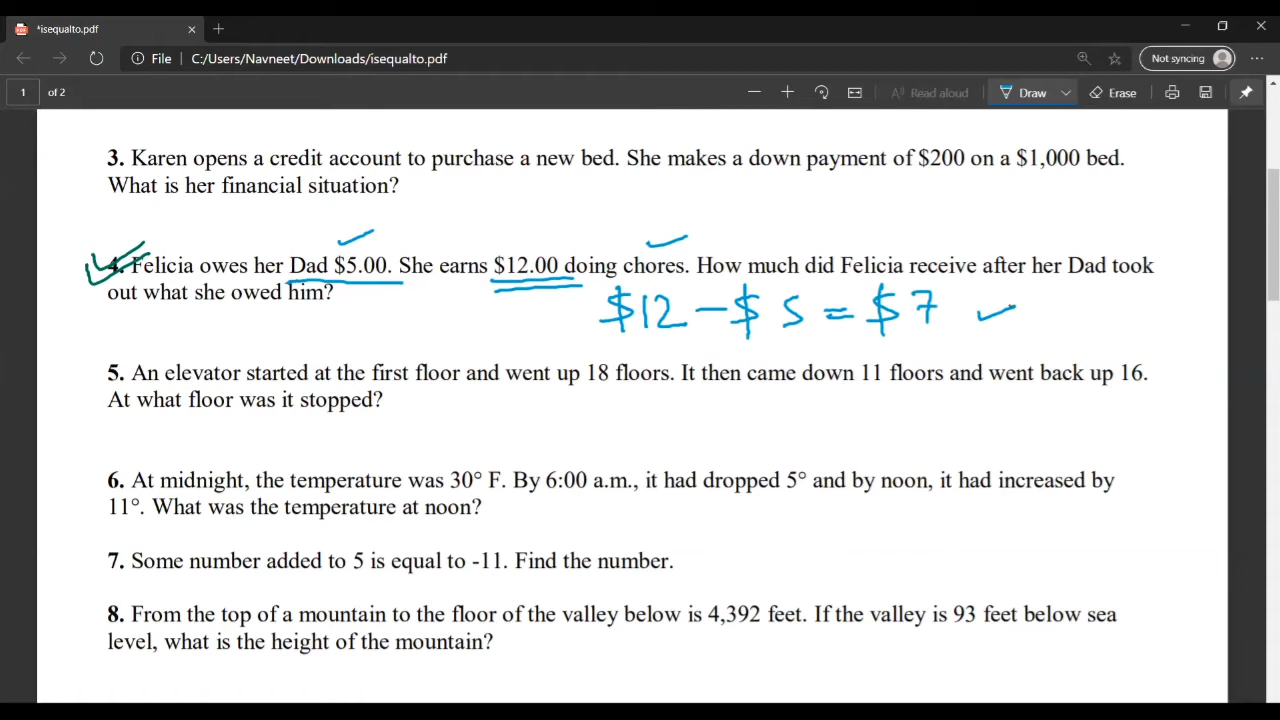 *isequalto.pdf
File C:/Users/Navneet/Downloads/isequalto.pdf Not syncing
1 of 2 Read aloud Draw Erase
3. Karen opens a credit account to purchase a new bed. She makes a down payment of $200 on a $1,000 bed.
What is her financial situation?
4. Felicia owes her Dad $5.00. She earns $12.00 doing chores. How much did Felicia receive after her Dad took
out what she owed him?
$12 - $ 5 = $7
5. An elevator started at the first floor and went up 18 floors. It then came down 11 floors and went back up 16.
At what floor was it stopped?
6. At midnight, the temperature was 30° F. By 6:00 a.m., it had dropped 5° and by noon, it had increased by
11°. What was the temperature at noon?
7. Some number added to 5 is equal to -11. Find the number.
8. From the top of a mountain to the floor of the valley below is 4,392 feet. If the valley is 93 feet below sea
level, what is the height of the mountain?